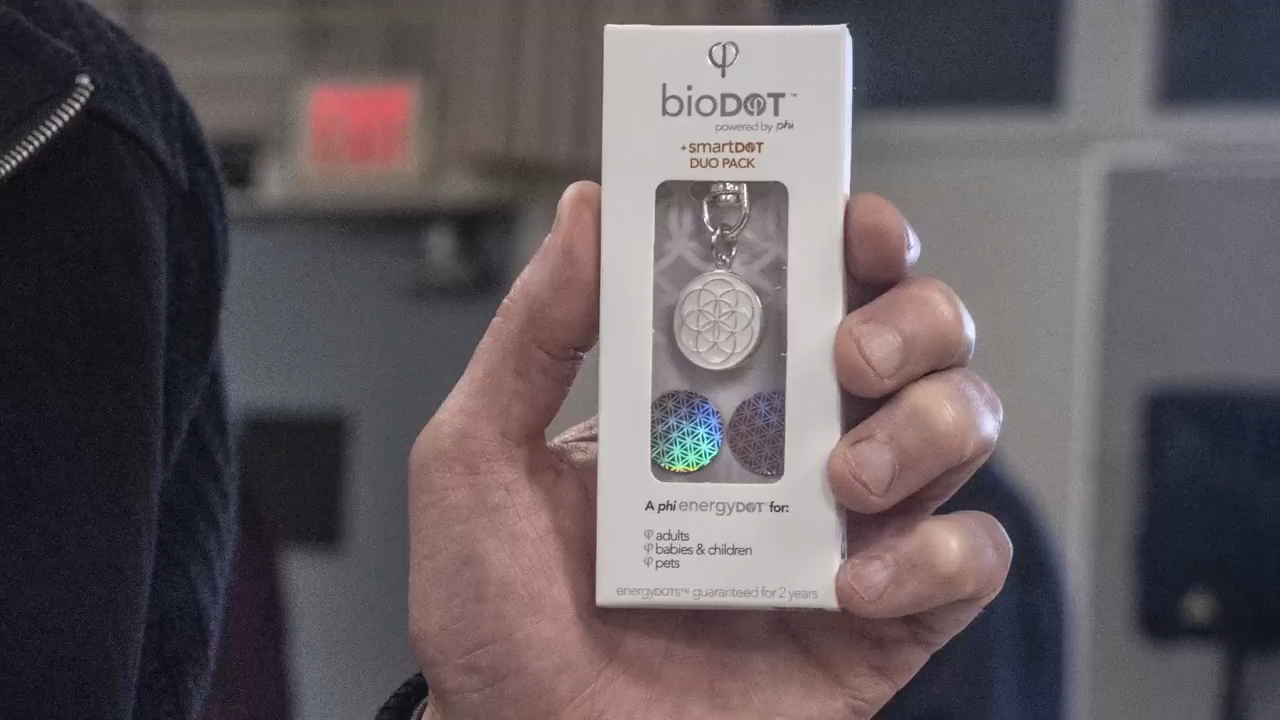 φ
bioDOT™
powered by phi
+smartDOT
DUO PACK
A phi energyDOT™ for:
φ adults
φ babies & children
φ pets
energyDOTS™ guaranteed for 2 years
EXIT